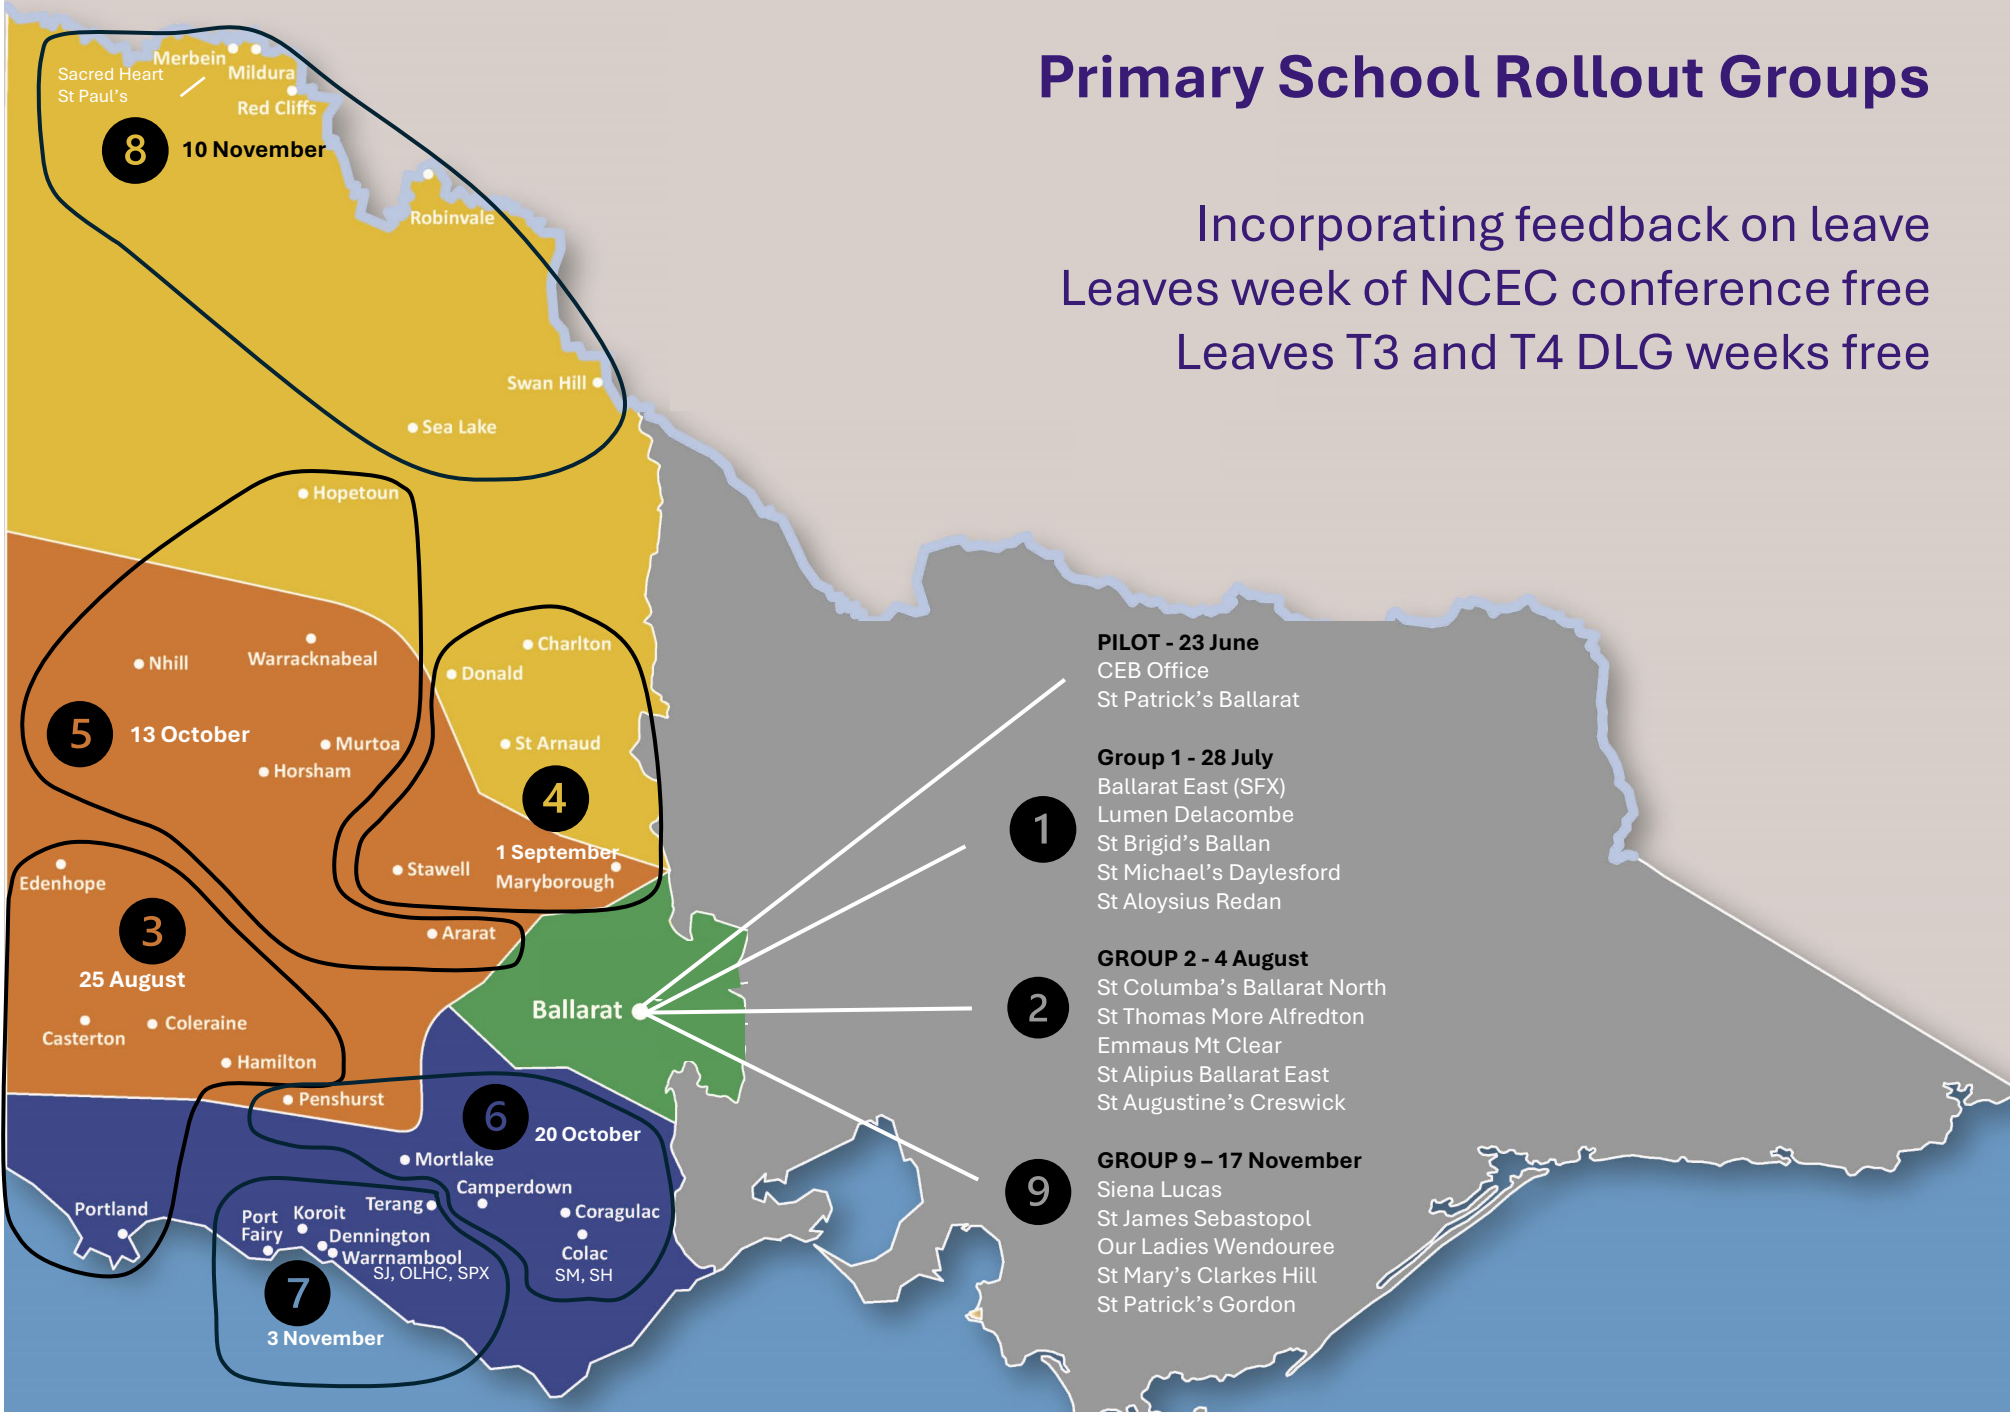 Primary School Rollout Groups
Incorporating feedback on leave
Leaves week of NCEC conference free
Leaves T3 and T4 DLG weeks free
Merbein
Mildura
Sacred Heart
St Paul's
Red Cliffs
8
10 November
Robinvale
Swan Hill
Sea Lake
Hopetoun
Nhill
Warracknabeal
5
13 October
Murtoa
Horsham
Charlton
Donald
St Arnaud
4
1 September
Stawell
Maryborough
Ararat
Edenhope
3
25 August
Casterton
Coleraine
Hamilton
Ballarat
Penshurst
6
20 October
Mortlake
Camperdown
Terang
Coragulac
Colac
SM, SH
Portland
Port
Fairy
Koroit
Dennington
Warrnambool
SJ, OLHC, SPX
7
3 November
PILOT - 23 June
CEB Office
St Patrick’s Ballarat
1
Group 1 - 28 July
Ballarat East (SFX)
Lumen Delacombe
St Brigid’s Ballan
St Michael’s Daylesford
St Aloysius Redan
2
GROUP 2 - 4 August
St Columba’s Ballarat North
St Thomas More Alfredton
Emmaus Mt Clear
St Alipius Ballarat East
St Augustine’s Creswick
9
GROUP 9 – 17 November
Siena Lucas
St James Sebastopol
Our Ladies Wendouree
St Mary’s Clarkes Hill
St Patrick’s Gordon